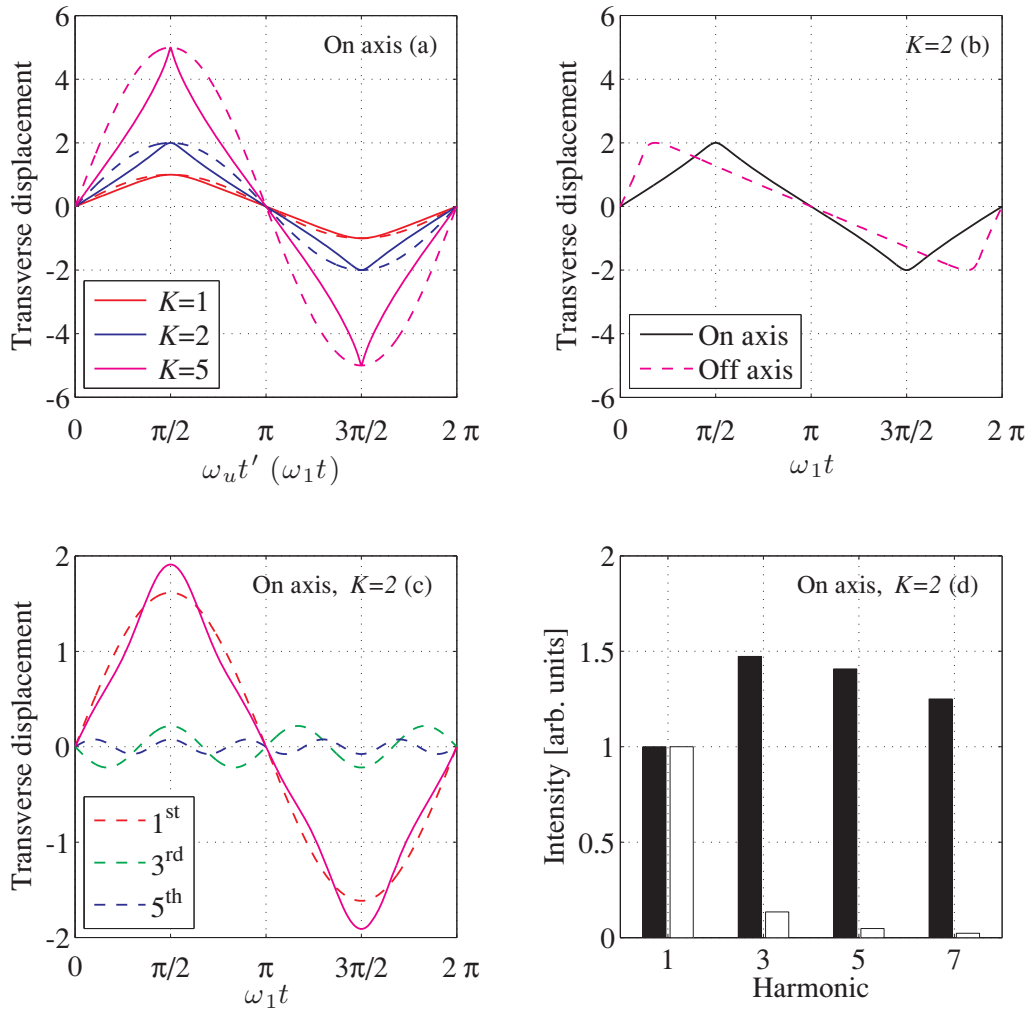 On axis (a)
Transverse displacement
6
4
2
0
-2
-4
-6
K=1
K=2
K=5
0 π/2 π 3π/2 2 π
ω_u t′ (ω_1 t)
K=2 (b)
Transverse displacement
6
4
2
0
-2
-4
-6
On axis
Off axis
0 π/2 π 3π/2 2 π
ω_1 t
On axis, K=2 (c)
Transverse displacement
2
1
0
-1
-2
1st
3rd
5th
0 π/2 π 3π/2 2 π
ω_1 t
On axis, K=2 (d)
Intensity [arb. units]
2
1.5
1
0.5
0
1 3 5 7
Harmonic